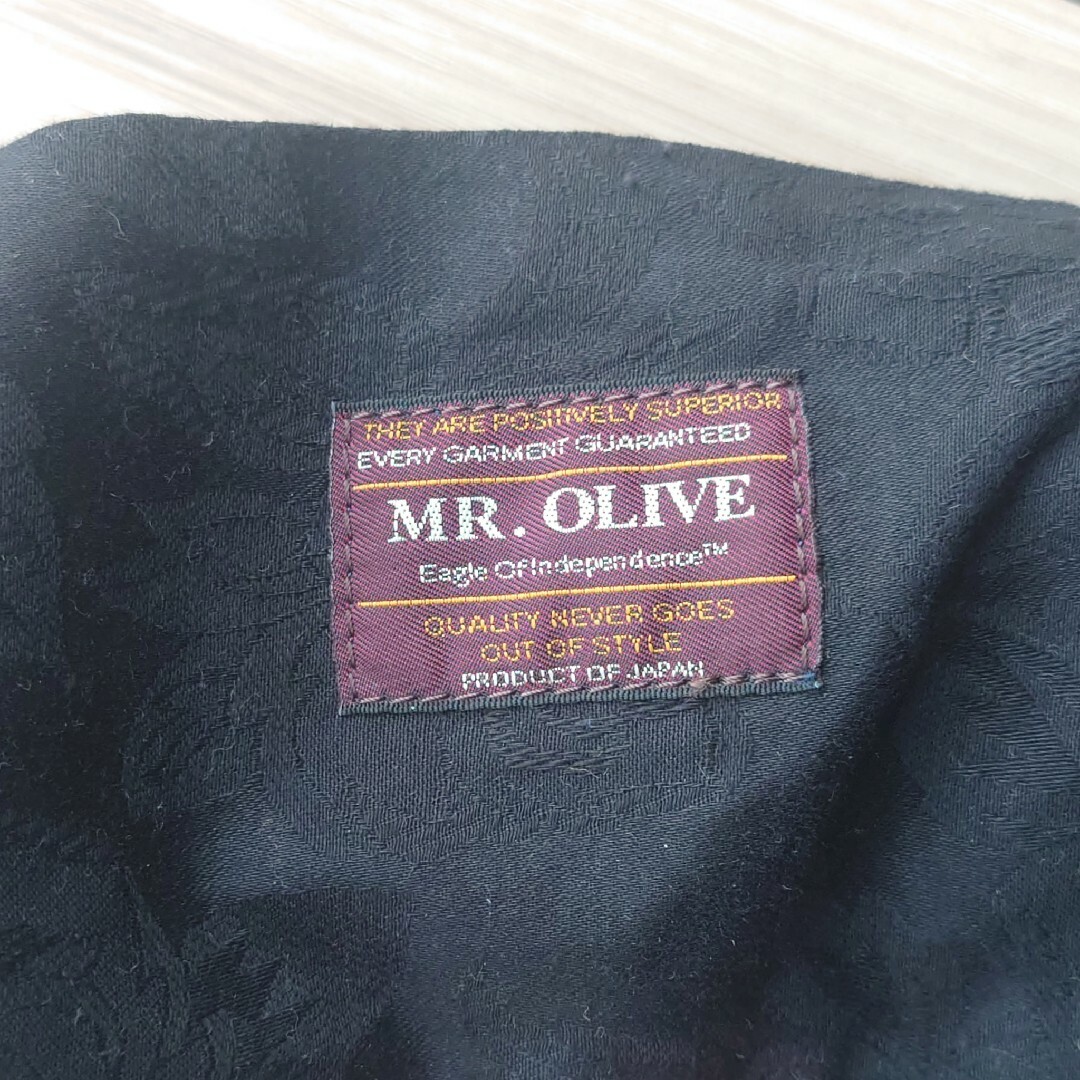 THEY ARE POSITIVELY SUPERIOR
EVERY GARMENT GUARANTEED
MR. OLIVE
Eagle Of Independence™
QUALITY NEVER GOES
OUT OF STYLE
PRODUCT OF JAPAN